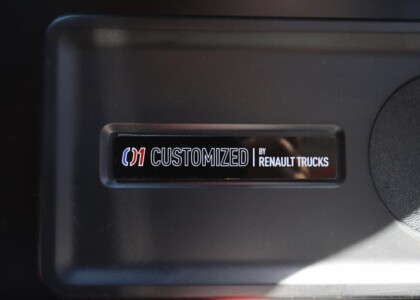 01 CUSTOMIZED | BY
RENAULT TRUCKS